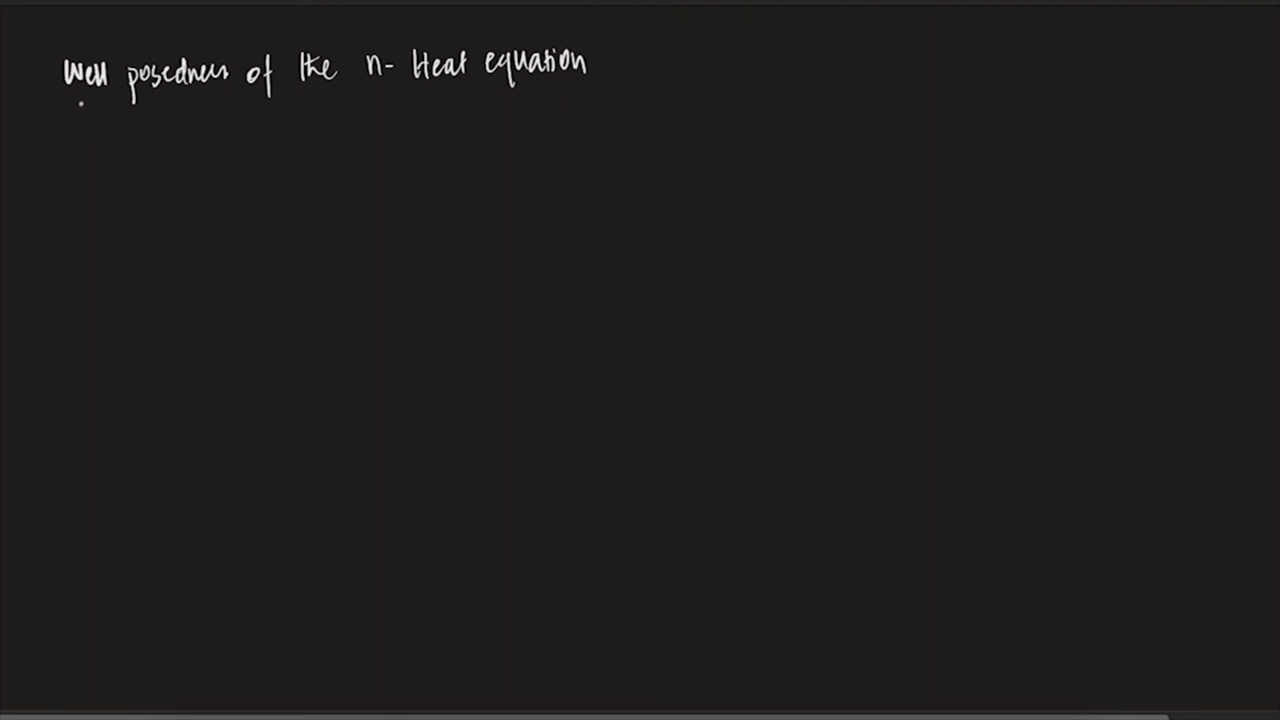 Well posedness of the n- Heat equation